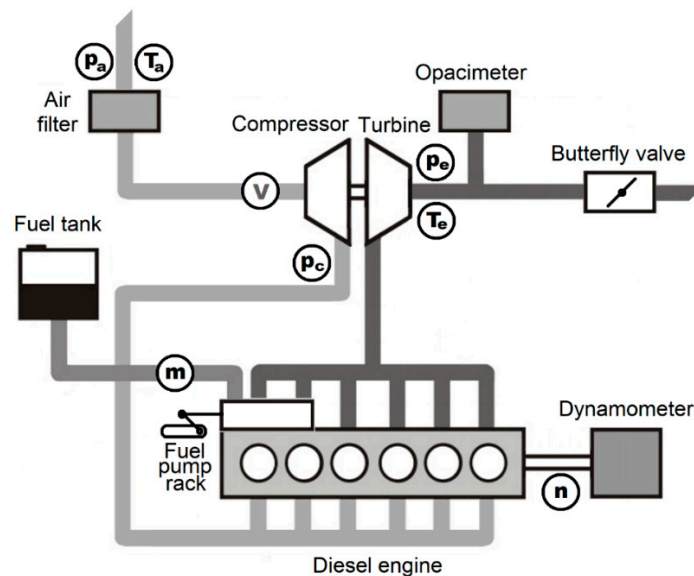 pa
Ta
Air
filter
Opacimeter
Compressor
Turbine
pe
Butterfly valve
V
Te
Fuel tank
pc
m
Fuel
pump
rack
Dynamometer
n
Diesel engine